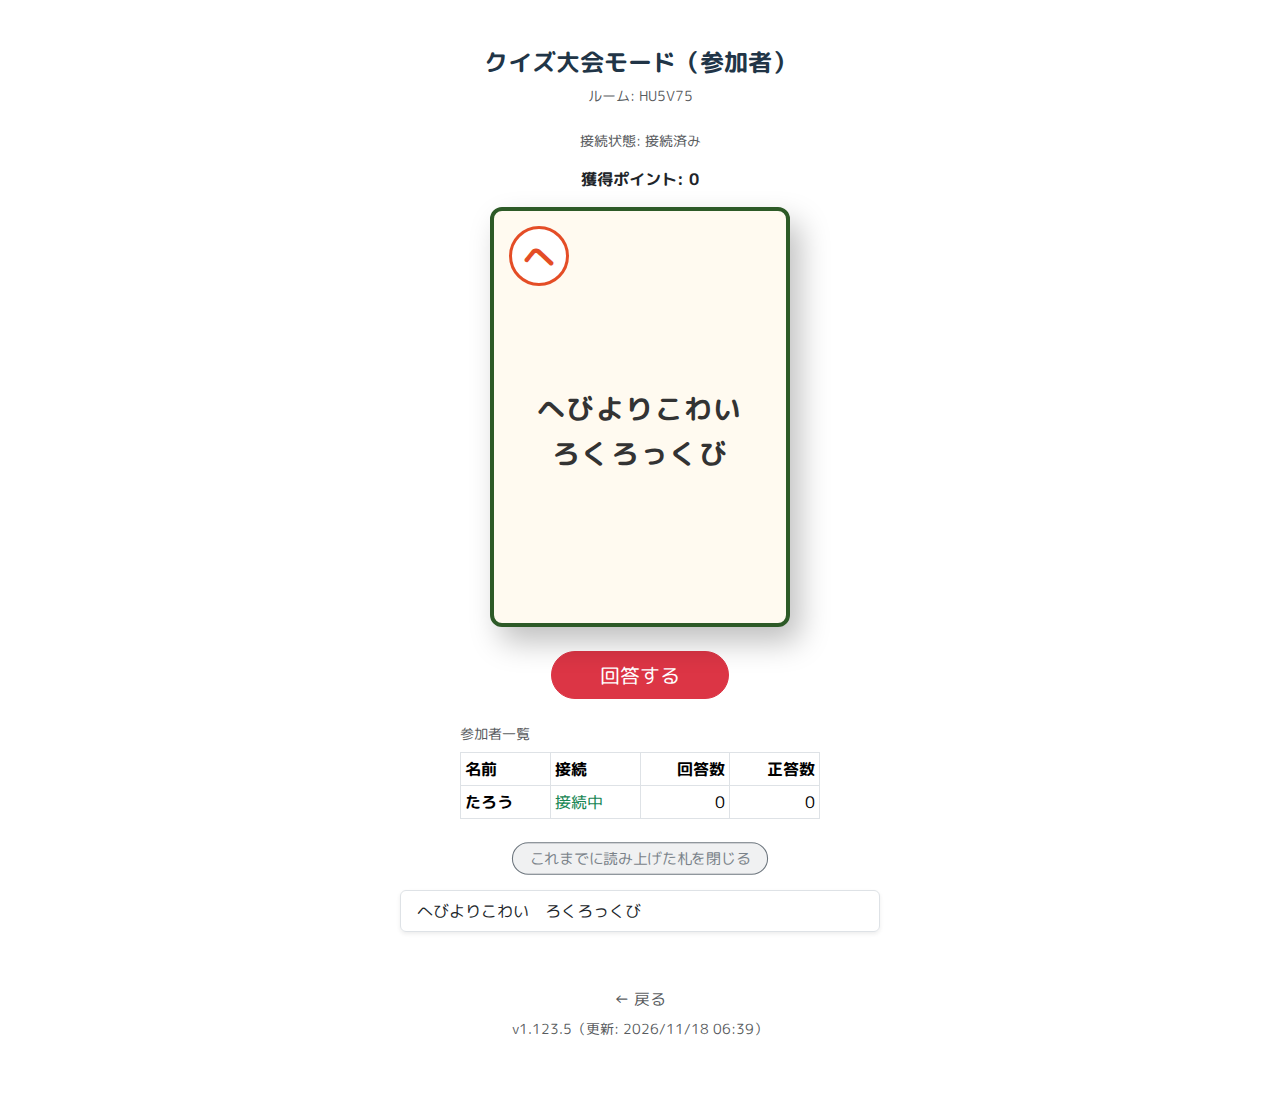 クイズ大会モード（参加者）
ルーム: HU5V75
接続状態: 接続済み
獲得ポイント: 0
へ
へびよりこわい
ろくろっくび
回答する
参加者一覧
名前 接続 回答数 正答数
たろう 接続中 0 0
これまでに読み上げた札を閉じる
へびよりこわい　ろくろっくび
← 戻る
v1.123.5（更新: 2026/11/18 06:39）